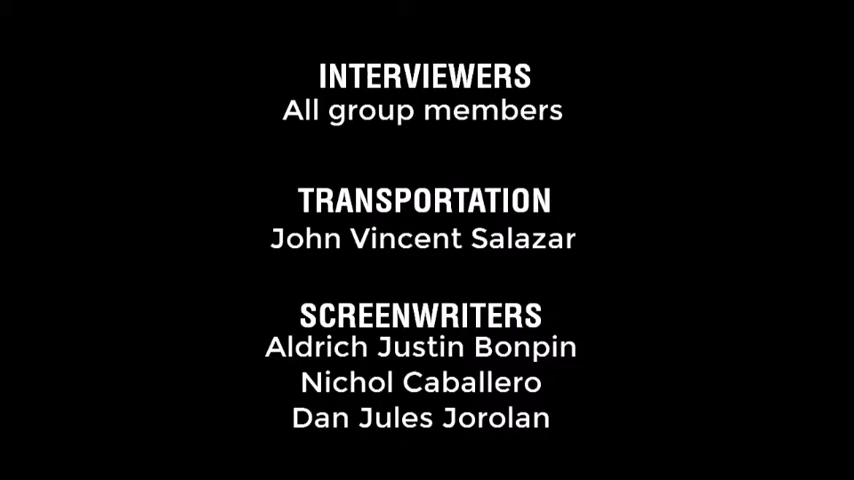 INTERVIEWERS
All group members
TRANSPORTATION
John Vincent Salazar
SCREENWRITERS
Aldrich Justin Bonpin
Nichol Caballero
Dan Jules Jorolan